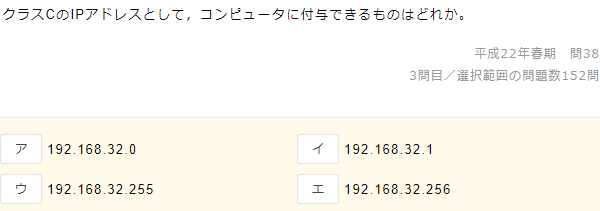 クラスCのIPアドレスとして，コンピュータに付与できるものはどれか。
平成22年春期　問38
3問目／選択範囲の問題数152問
ア 192.168.32.0 イ 192.168.32.1
ウ 192.168.32.255 エ 192.168.32.256